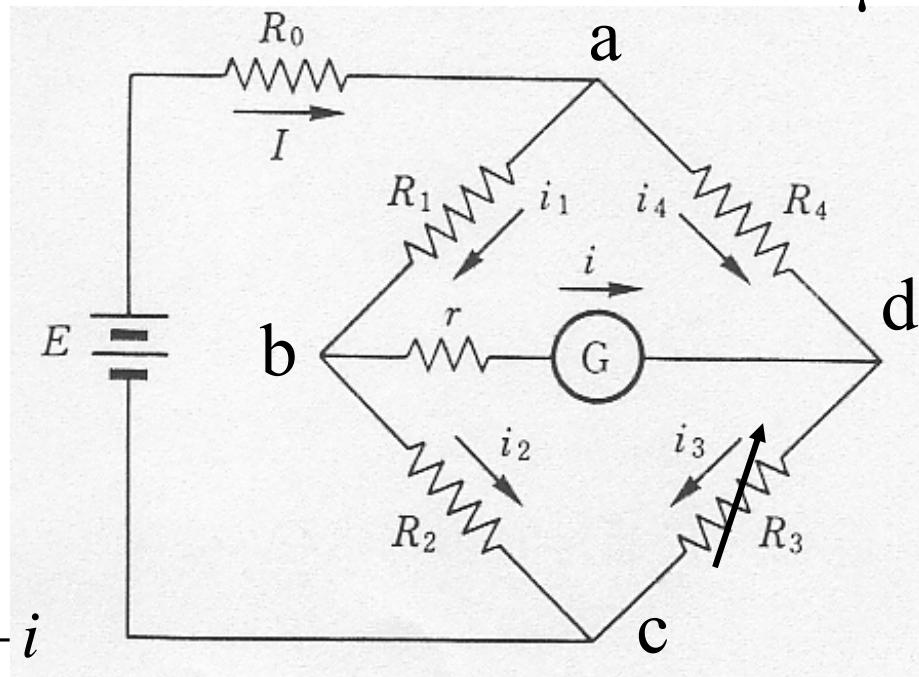 R₀
a
I
R₁
i₁
i₄
R₄
i
d
E
b
r
G
i₂
i₃
R₂
R₃
c
– i